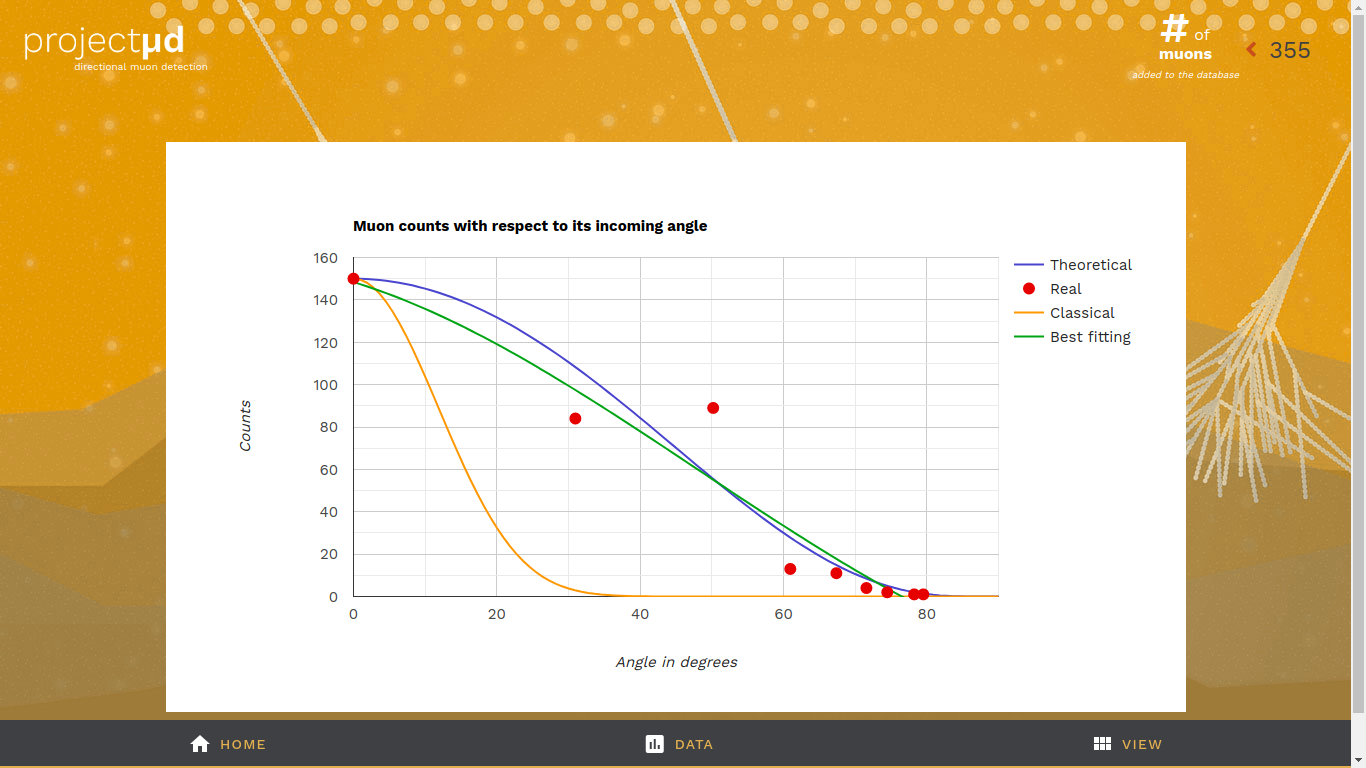 projectµd
directional muon detection
# of
muons
added to the database
355
Muon counts with respect to its incoming angle
160
140
120
100
80
60
40
20
0
Counts
0 20 40 60 80
Angle in degrees
Theoretical
Real
Classical
Best fitting
HOME DATA VIEW